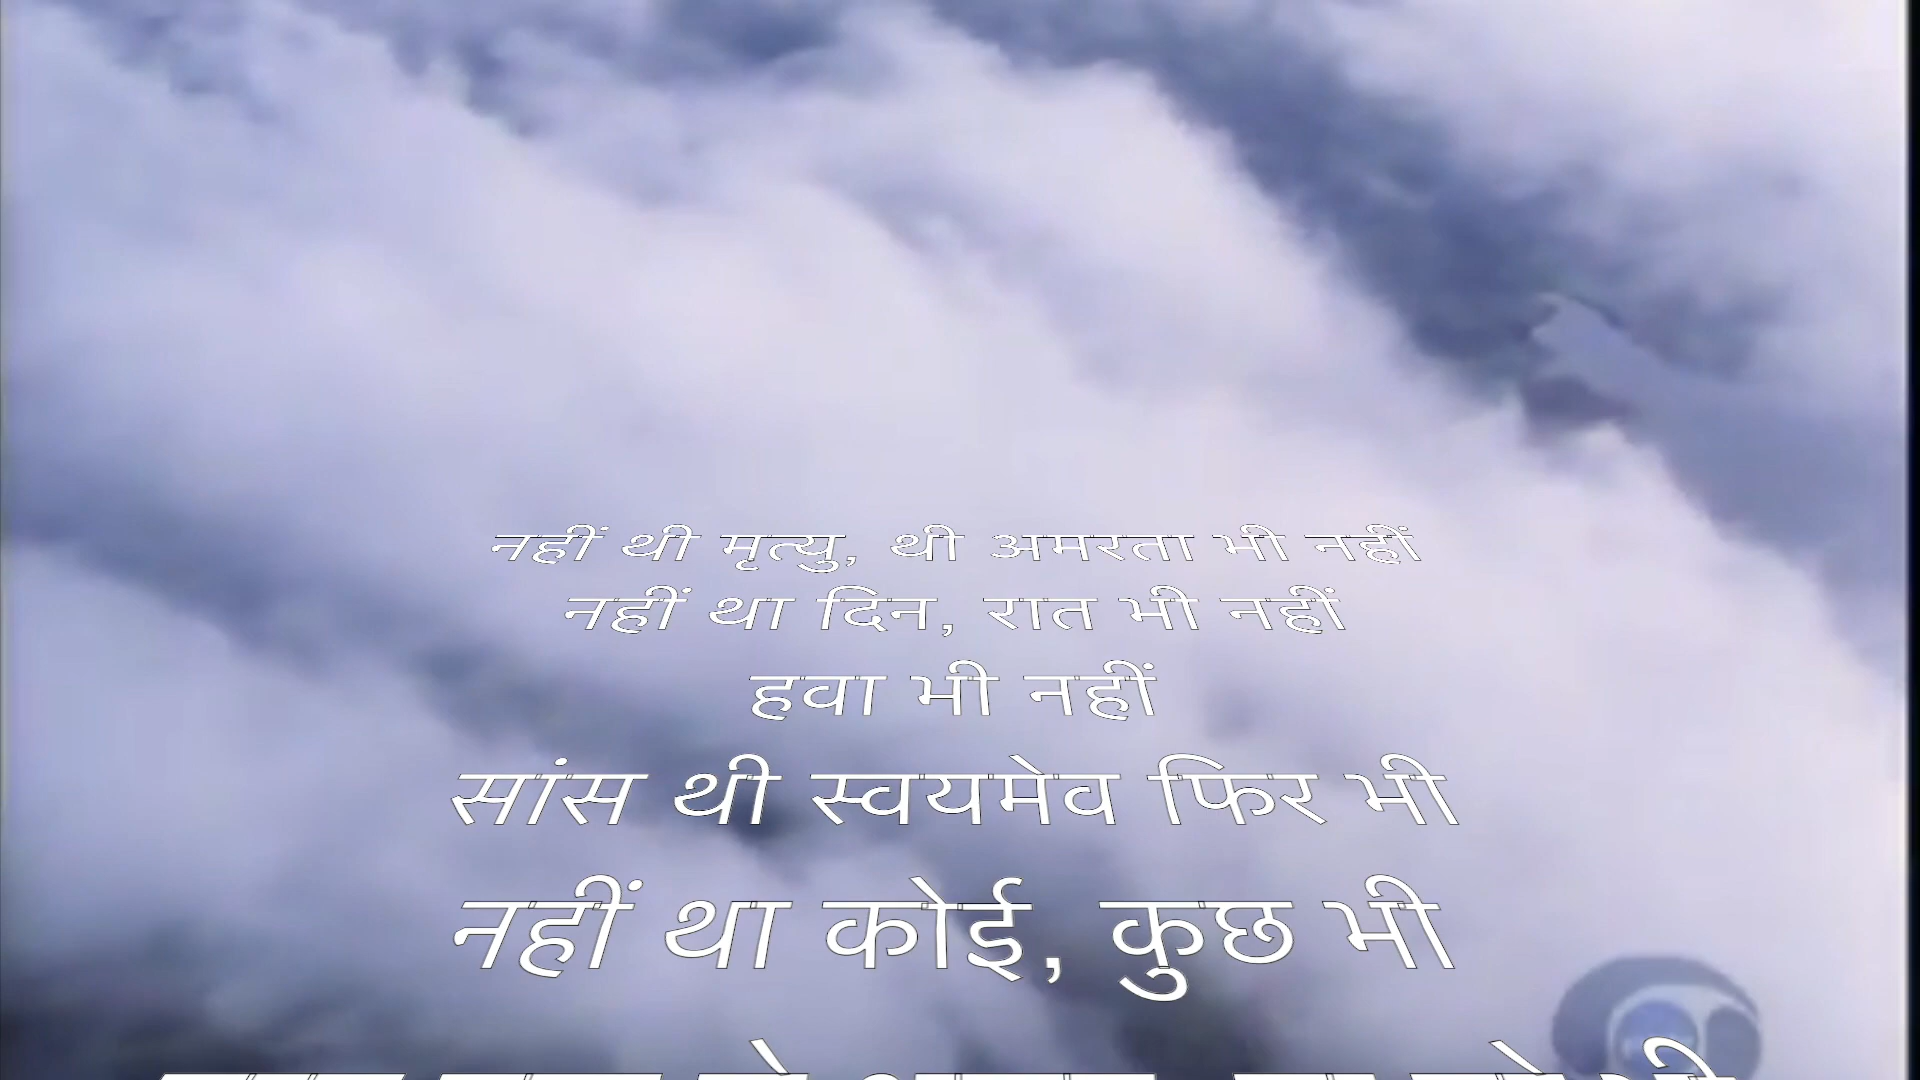 नहीं थी मृत्यु, थी अमरता भी नहीं
नहीं था दिन, रात भी नहीं
हवा भी नहीं
सांस थी स्वयमेव फिर भी
नहीं था कोई, कुछ भी